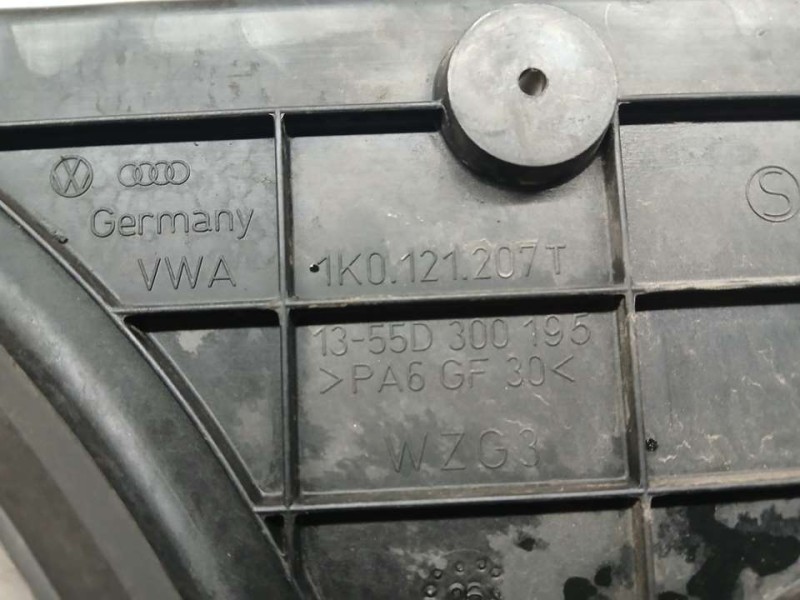 Germany
VWA
1K0.121.207 T
13-55D 300 195
>PA6 GF 30<
WZG3
S